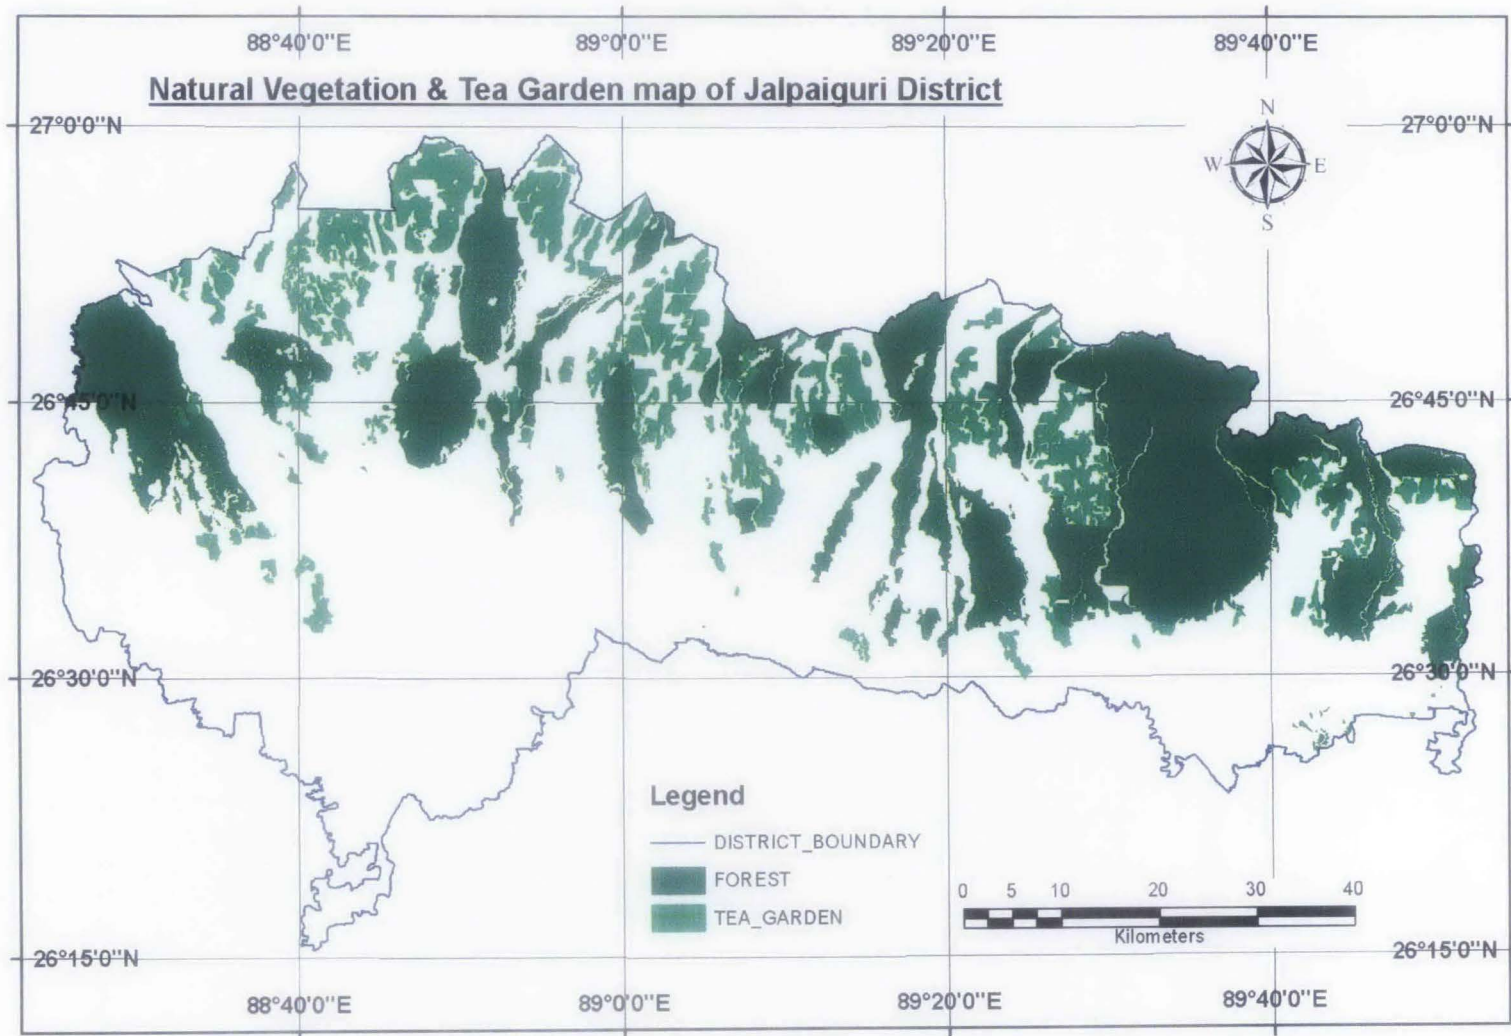 88°40'0"E 89°0'0"E 89°20'0"E 89°40'0"E
Natural Vegetation & Tea Garden map of Jalpaiguri District
N
W E
S
27°0'0"N 27°0'0"N
26°45'0"N 26°45'0"N
26°30'0"N 26°30'0"N
Legend
DISTRICT_BOUNDARY
FOREST
TEA_GARDEN
0 5 10 20 30 40
Kilometers
26°15'0"N 26°15'0"N
88°40'0"E 89°0'0"E 89°20'0"E 89°40'0"E